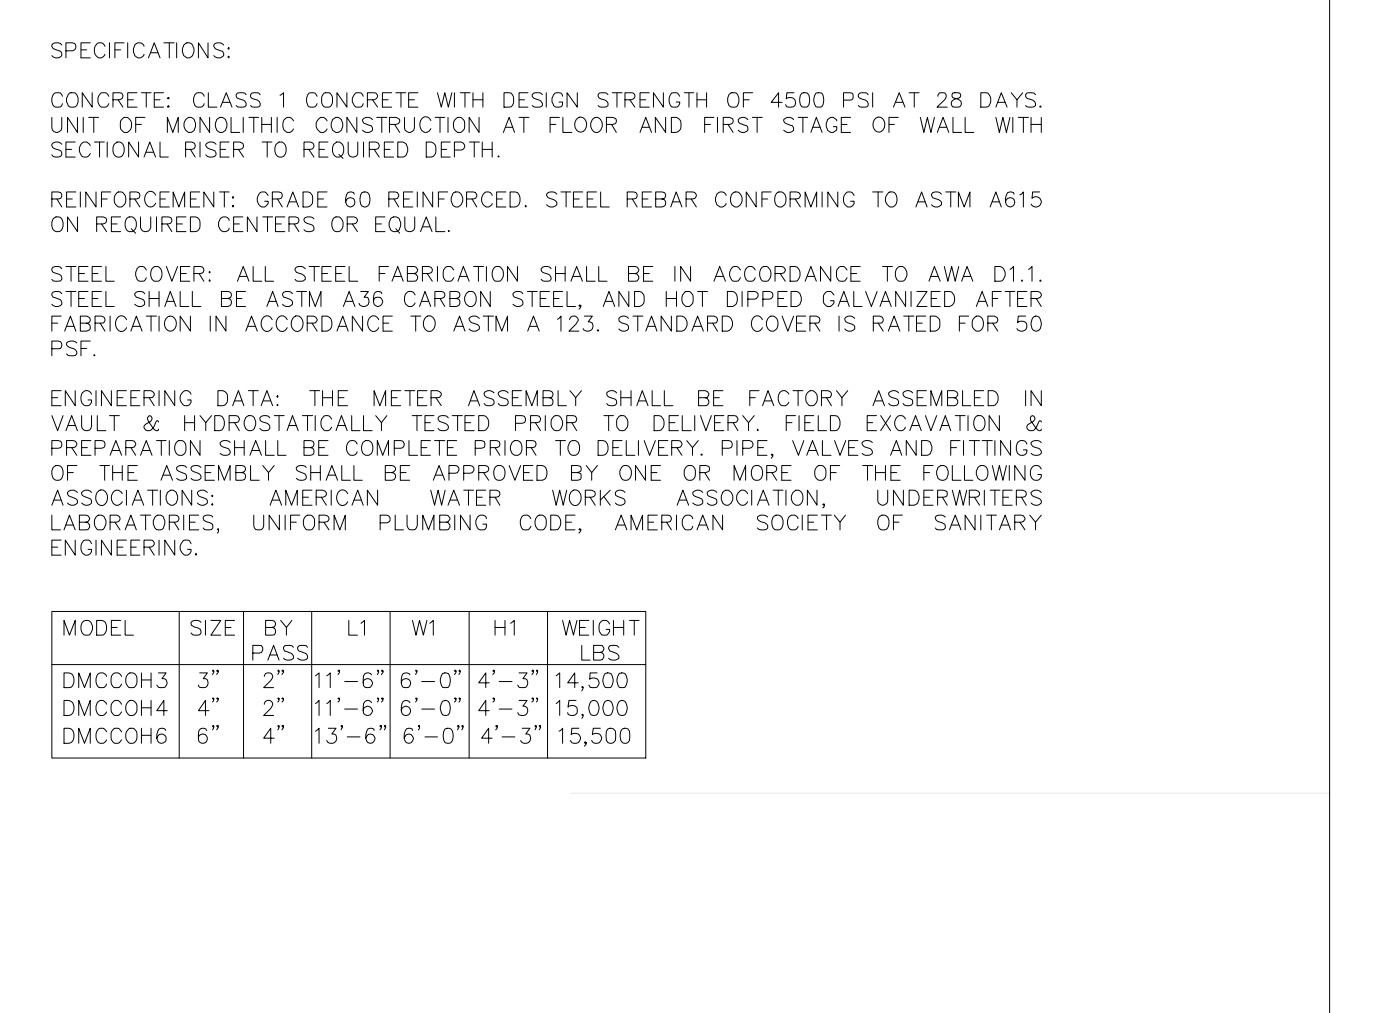 SPECIFICATIONS:
CONCRETE: CLASS 1 CONCRETE WITH DESIGN STRENGTH OF 4500 PSI AT 28 DAYS.
UNIT OF MONOLITHIC CONSTRUCTION AT FLOOR AND FIRST STAGE OF WALL WITH
SECTIONAL RISER TO REQUIRED DEPTH.
REINFORCEMENT: GRADE 60 REINFORCED. STEEL REBAR CONFORMING TO ASTM A615
ON REQUIRED CENTERS OR EQUAL.
STEEL COVER: ALL STEEL FABRICATION SHALL BE IN ACCORDANCE TO AWA D1.1.
STEEL SHALL BE ASTM A36 CARBON STEEL, AND HOT DIPPED GALVANIZED AFTER
FABRICATION IN ACCORDANCE TO ASTM A 123. STANDARD COVER IS RATED FOR 50
PSF.
ENGINEERING DATA: THE METER ASSEMBLY SHALL BE FACTORY ASSEMBLED IN
VAULT & HYDROSTATICALLY TESTED PRIOR TO DELIVERY. FIELD EXCAVATION &
PREPARATION SHALL BE COMPLETE PRIOR TO DELIVERY. PIPE, VALVES AND FITTINGS
OF THE ASSEMBLY SHALL BE APPROVED BY ONE OR MORE OF THE FOLLOWING
ASSOCIATIONS: AMERICAN WATER WORKS ASSOCIATION, UNDERWRITERS
LABORATORIES, UNIFORM PLUMBING CODE, AMERICAN SOCIETY OF SANITARY
ENGINEERING.
MODEL SIZE BY L1 W1 H1 WEIGHT
PASS LBS
DMCCOH3 3” 2” 11’–6” 6’–0” 4’–3” 14,500
DMCCOH4 4” 2” 11’–6” 6’–0” 4’–3” 15,000
DMCCOH6 6” 4” 13’–6” 6’–0” 4’–3” 15,500